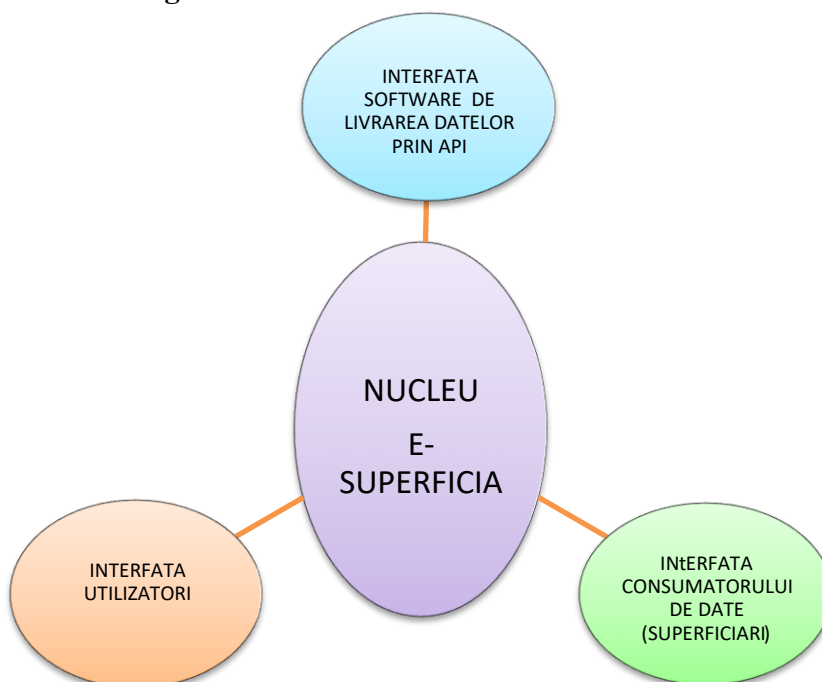 INTERFATA
SOFTWARE DE
LIVRAREA DATELOR
PRIN API
NUCLEU
E-
SUPERFICIA
INTERFATA
UTILIZATORI
INtERFATA
CONSUMATORULUI
DE DATE
(SUPERFICIARI)